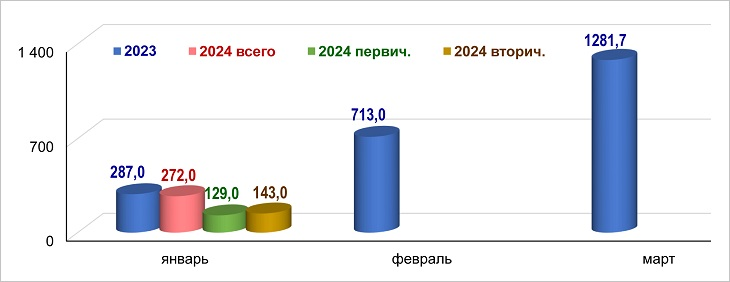 1281,7
1 400
2023
2024 всего
2024 первич.
2024 вторич.
713,0
700
287,0
272,0
129,0
143,0
0
январь
февраль
март